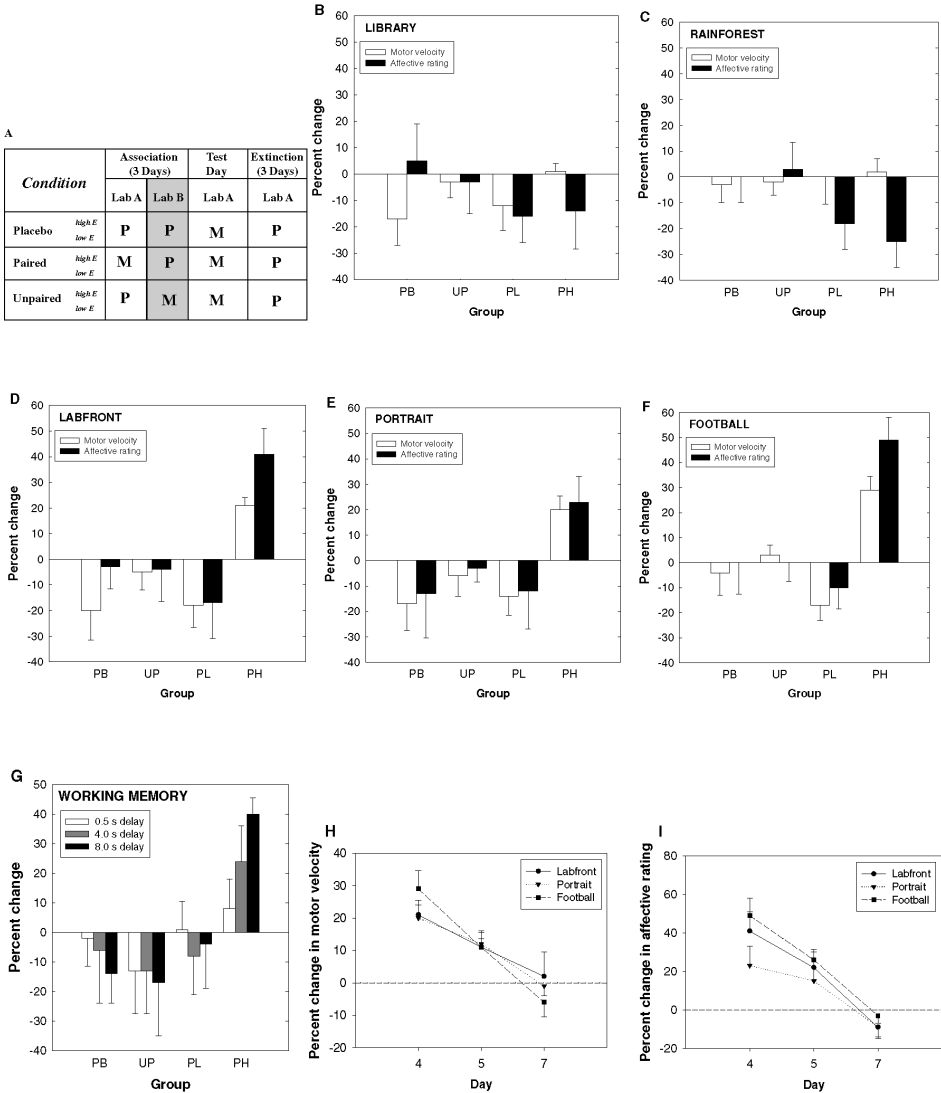 A
Condition
Association
(3 Days)
Test
Day
Extinction
(3 Days)
Lab A Lab B Lab A Lab A
Placebo high E low E P P M P
Paired high E low E M P M P
Unpaired high E low E P M M P
B
LIBRARY
Motor velocity
Affective rating
Percent change
60
50
40
30
20
10
0
-10
-20
-30
-40
PB UP PL PH
Group
C
RAINFOREST
Motor velocity
Affective rating
Percent change
60
50
40
30
20
10
0
-10
-20
-30
-40
PB UP PL PH
Group
D
LABFRONT
Motor velocity
Affective rating
Percent change
60
50
40
30
20
10
0
-10
-20
-30
-40
PB UP PL PH
Group
E
PORTRAIT
Motor velocity
Affective rating
Percent change
60
50
40
30
20
10
0
-10
-20
-30
-40
PB UP PL PH
Group
F
FOOTBALL
Motor velocity
Affective rating
Percent change
60
50
40
30
20
10
0
-10
-20
-30
-40
PB UP PL PH
Group
G
WORKING MEMORY
0.5 s delay
4.0 s delay
8.0 s delay
Percent change
50
40
30
20
10
0
-10
-20
-30
-40
PB UP PL PH
Group
H
Labfront
Portrait
Football
Percent change in motor velocity
40
30
20
10
0
-10
-20
4 5 7
Day
I
Labfront
Portrait
Football
Percent change in affective rating
80
60
40
20
0
-20
4 5 7
Day